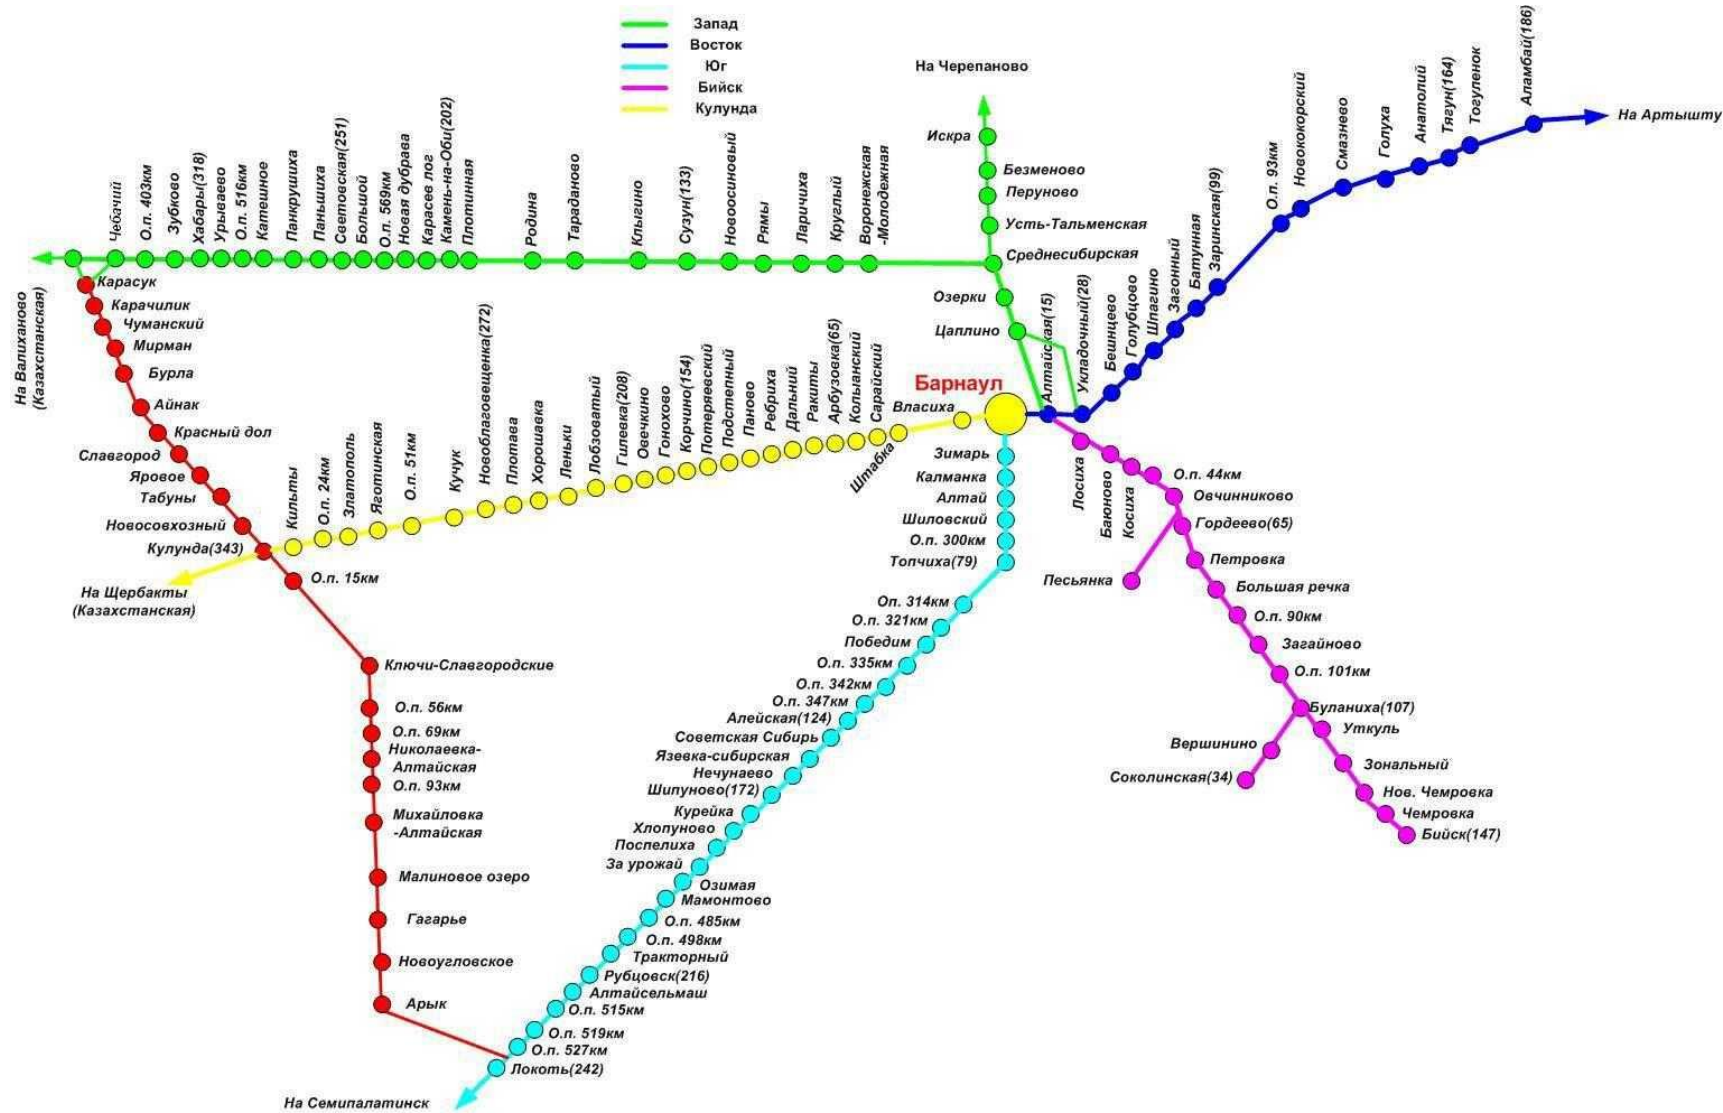 Запад
Восток
Юг
Бийск
Кулунда
На Черепаново
Искра
Безменово
Перуново
Усть-Тальменская
Среднесибирская
Озерки
Цаплино
На Валиханово
(Казахстанская)
Чебачий
О.п. 403км
Зубково
Хабары(318)
Урываево
О.п. 516км
Катешное
Панкрушиха
Паньшиха
Световская(251)
Большой
О.п. 569км
Новая дубрава
Карасев лог
Камень-на-Оби(202)
Плотинная
Родина
Тараданово
Клыгино
Сузун(133)
Новоосиновый
Рямы
Ларичиха
Круглый
Воронежская
-Молодежная
Алтайская(15)
Укладочный(28)
Бешнцево
Голубцово
Шпагино
Загонный
Батунная
Заринская(99)
О.п. 93км
Новокорский
Смазнево
Голуха
Анатолий
Тягун(164)
Тогуленок
Аламбай(186)
На Артышту
Карасук
Карачилик
Чуманский
Мирман
Бурла
Айнак
Красный дол
Славгород
Яровое
Табуны
Новосовхозный
Кулунда(343)
О.п. 15км
На Щербакты
(Казахстанская)
Ключи-Славгородские
О.п. 56км
О.п. 69км
Николаевка-
Алтайская
О.п. 93км
Михайловка
-Алтайская
Малиновое озеро
Гагарье
Новоугловское
Арык
Кильты
О.п. 24км
Златополь
Яготинская
О.п. 51км
Кучук
Новоблаговещенка(272)
Плотава
Хорошавка
Леньки
Лобзоватый
Гилевка(208)
Овечкино
Гонохово
Корчино(154)
Потеряевский
Подстепный
Паново
Ребриха
Дальний
Ракиты
Арбузовка(65)
Колыанский
Сарайский
Штабка
Власиха
Барнаул
Зимарь
Калманка
Алтай
Шиловский
О.п. 300км
Топчиха(79)
Оп. 314км
О.п. 321км
Победим
О.п. 335км
О.п. 342км
О.п. 347км
Алейская(124)
Советская Сибирь
Язевка-сибирская
Нечунаево
Шипуново(172)
Курейка
Хлопуново
Поспелиха
За урожай
Озимая
Мамонтово
О.п. 485км
О.п. 498км
Тракторный
Рубцовск(216)
Алтайсельмаш
О.п. 515км
О.п. 519км
О.п. 527км
Локоть(242)
На Семипалатинск
Лосиха
Баюново
Косиха
О.п. 44км
Овчинниково
Гордеево(65)
Песьянка
Петровка
Большая речка
О.п. 90км
Загайново
О.п. 101км
Буланиха(107)
Вершинино
Соколинская(34)
Уткуль
Зональный
Нов. Чемровка
Чемровка
Бийск(147)